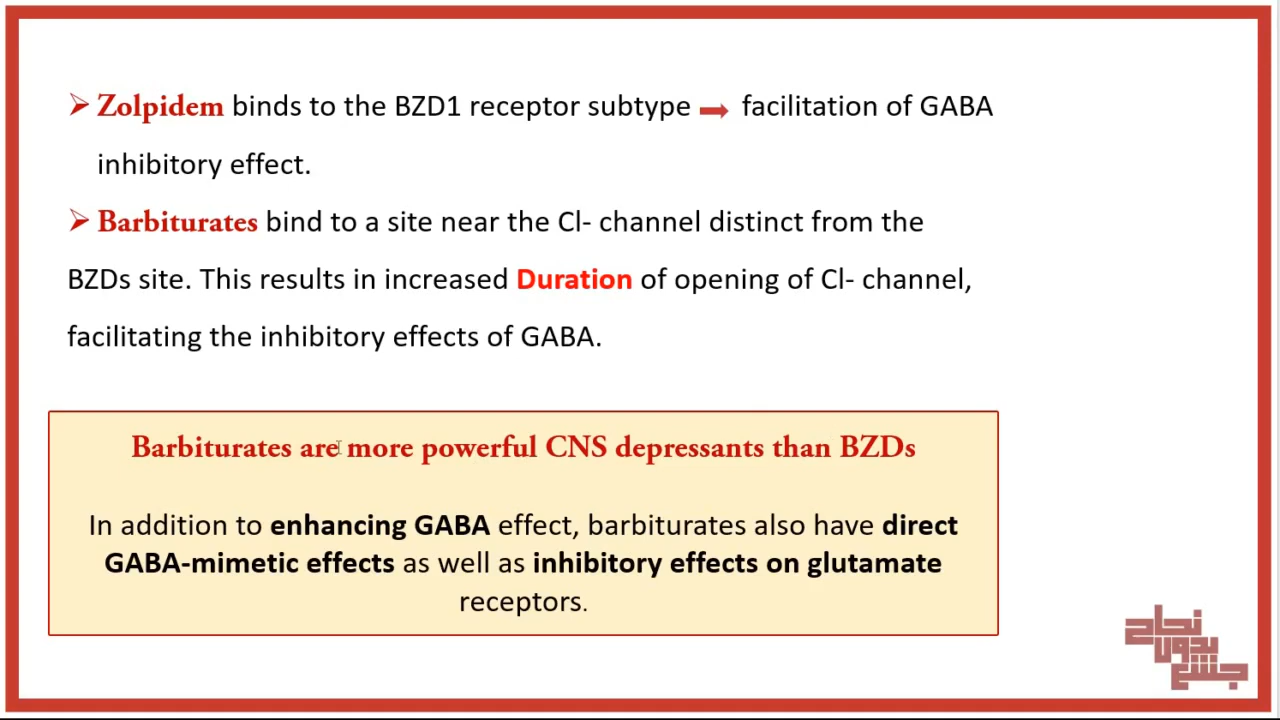 ➢ Zolpidem binds to the BZD1 receptor subtype ➡ facilitation of GABA
inhibitory effect.
➢ Barbiturates bind to a site near the Cl- channel distinct from the
BZDs site. This results in increased Duration of opening of Cl- channel,
facilitating the inhibitory effects of GABA.
Barbiturates are more powerful CNS depressants than BZDs
In addition to enhancing GABA effect, barbiturates also have direct
GABA-mimetic effects as well as inhibitory effects on glutamate
receptors.
نجاح
بدون
جشع